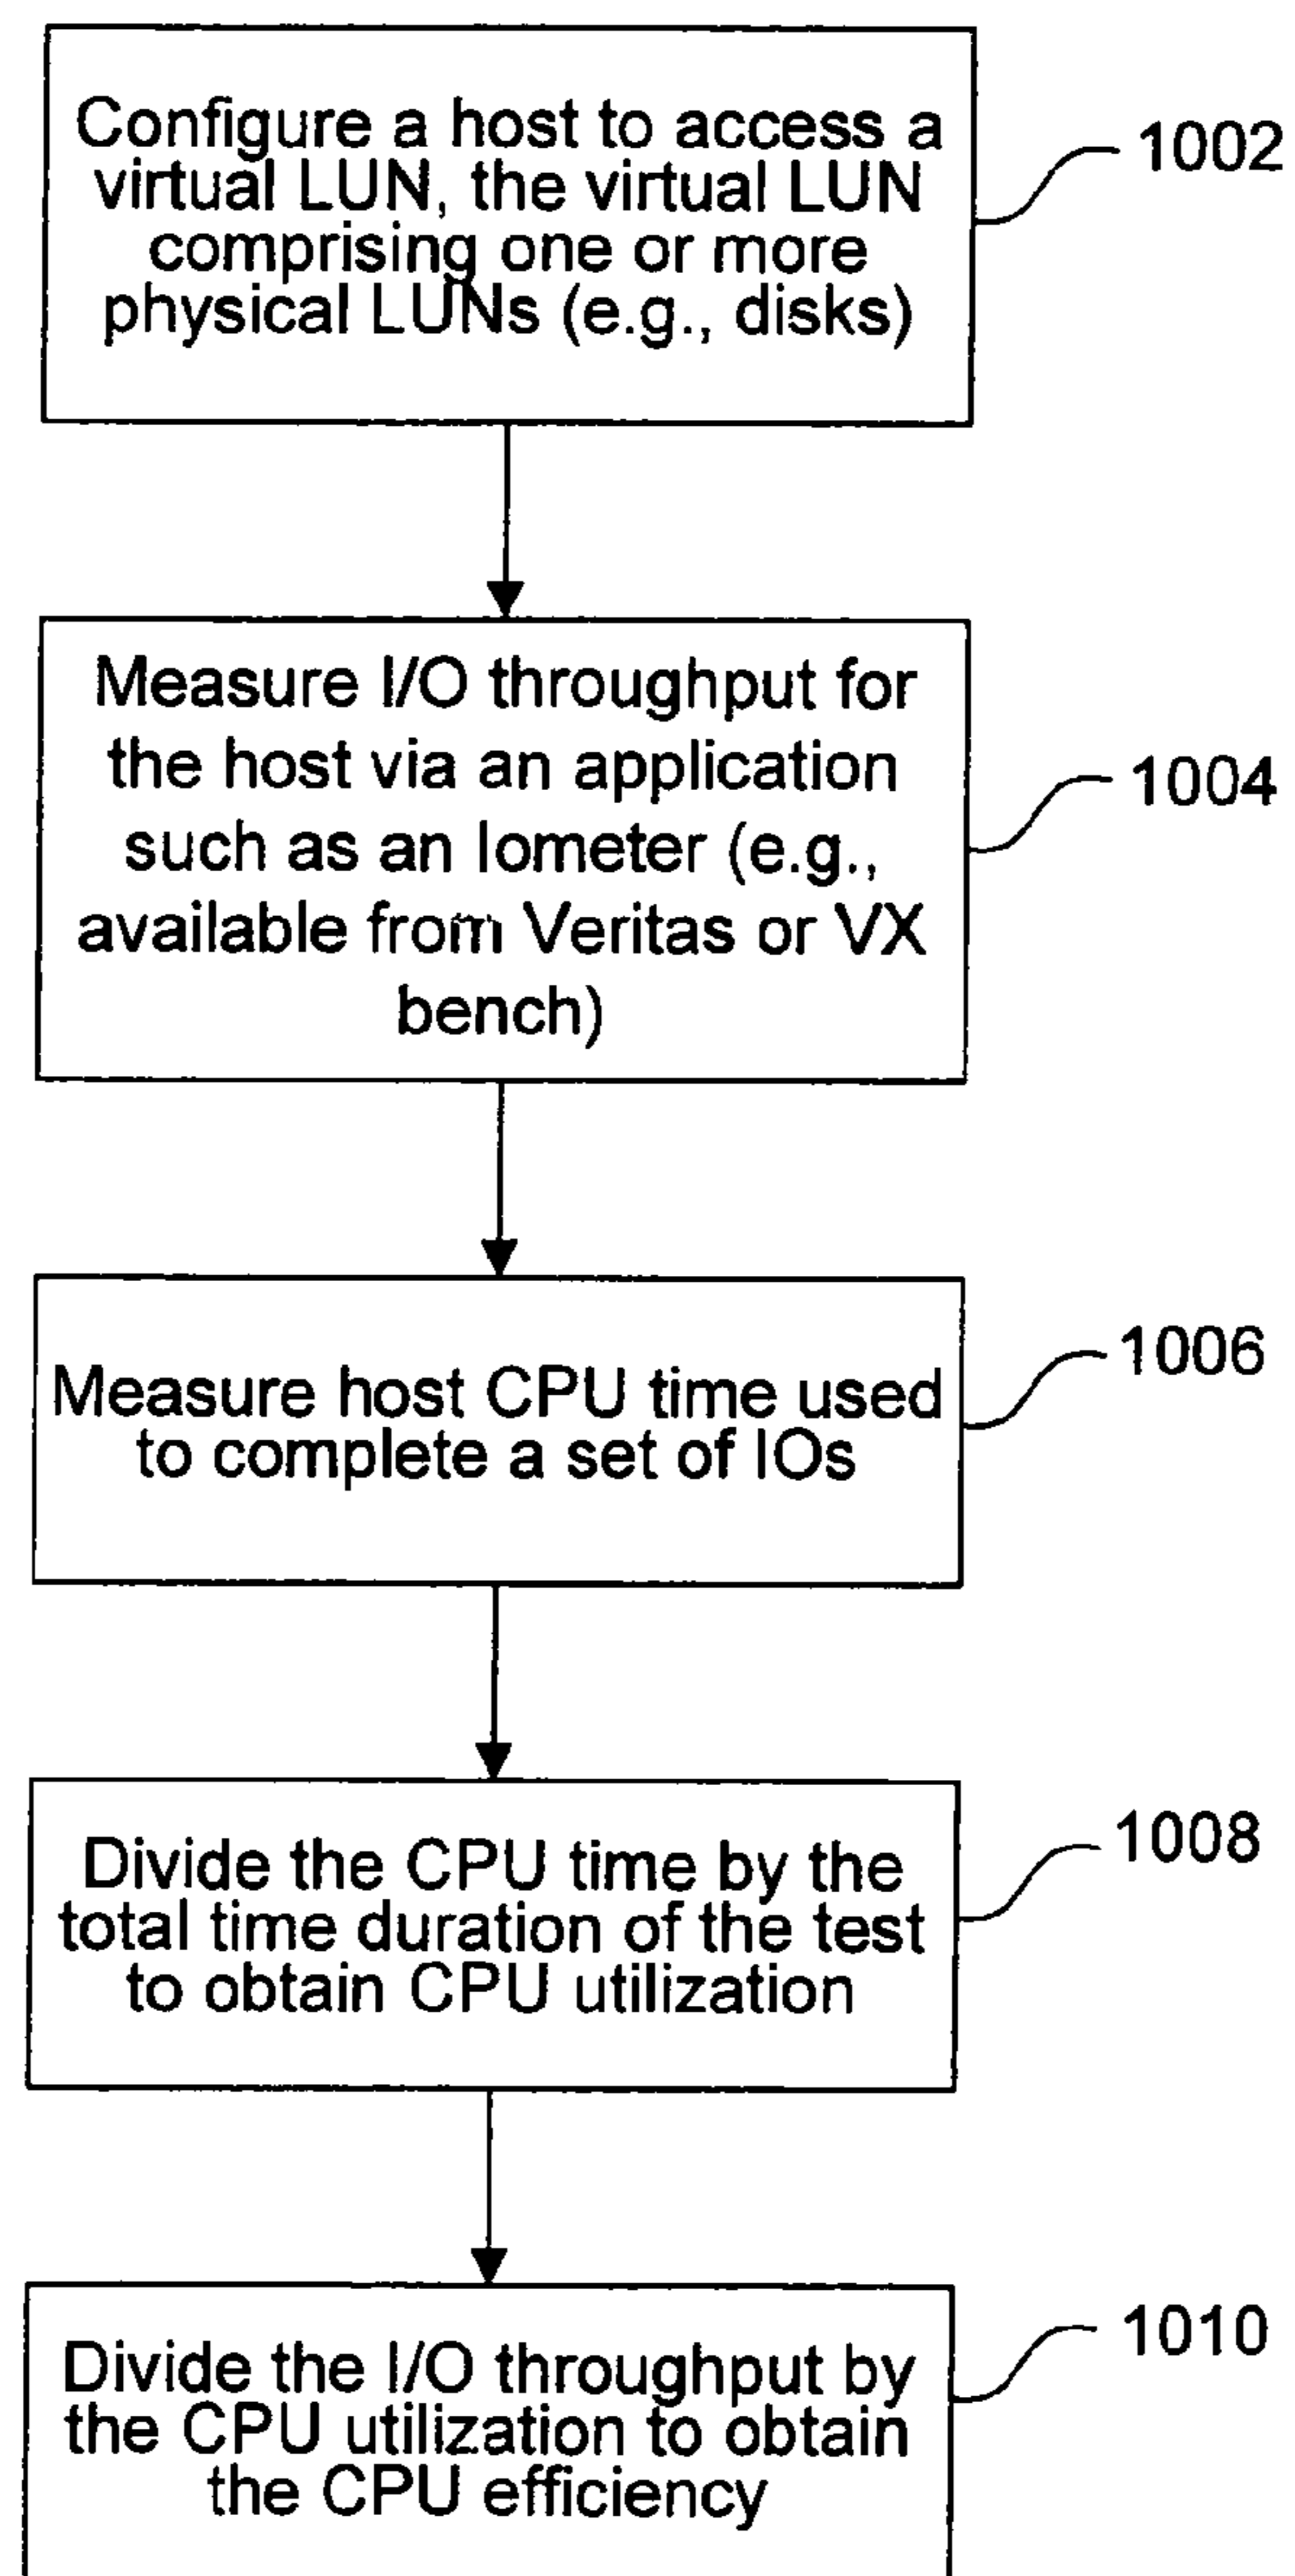 Configure a host to access a
virtual LUN, the virtual LUN
comprising one or more
physical LUNs (e.g., disks)
1002
Measure I/O throughput for
the host via an application
such as an Iometer (e.g.,
available from Veritas or VX
bench)
1004
Measure host CPU time used
to complete a set of IOs
1006
Divide the CPU time by the
total time duration of the test
to obtain CPU utilization
1008
Divide the I/O throughput by
the CPU utilization to obtain
the CPU efficiency
1010